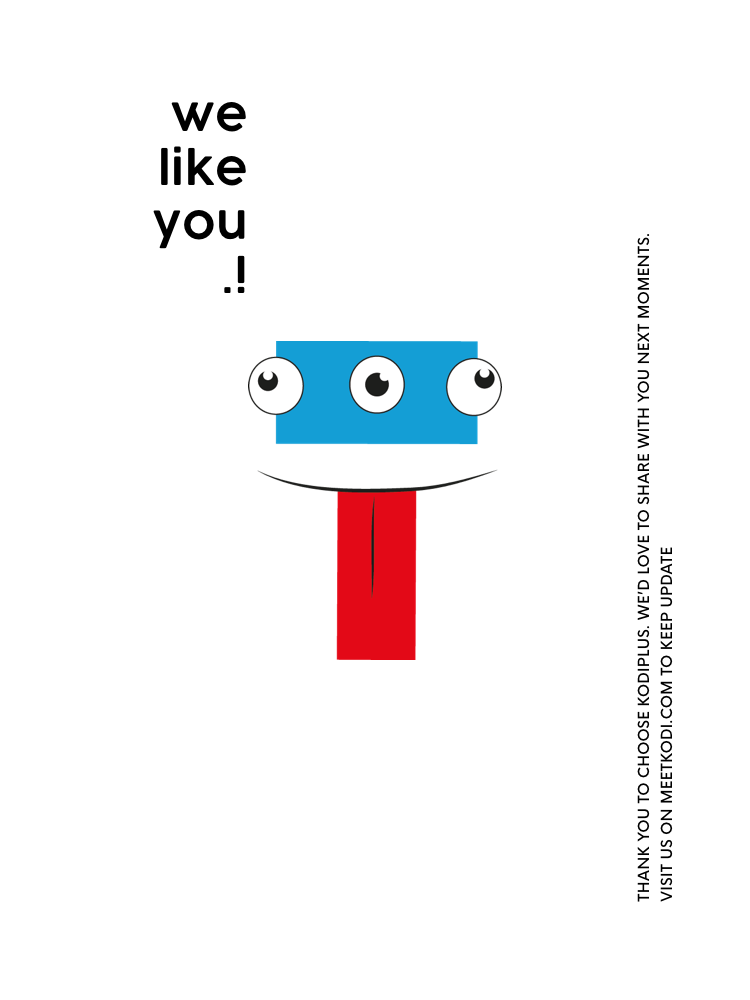 we
like
you
.!
THANK YOU TO CHOOSE KODIPLUS. WE'D LOVE TO SHARE WITH YOU NEXT MOMENTS.
VISIT US ON MEETKODI.COM TO KEEP UPDATE